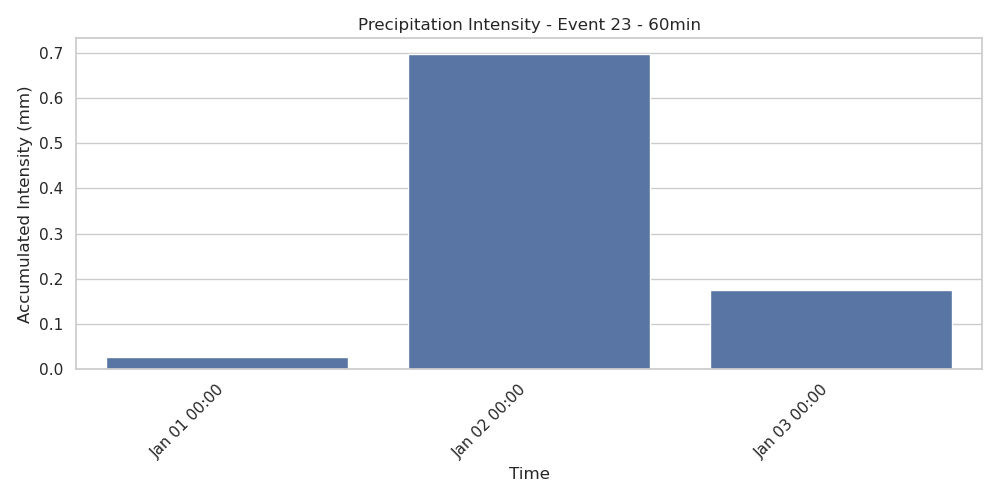 Precipitation Intensity - Event 23 - 60min
Accumulated Intensity (mm)
0.7
0.6
0.5
0.4
0.3
0.2
0.1
0.0
Jan 01 00:00
Jan 02 00:00
Jan 03 00:00
Time